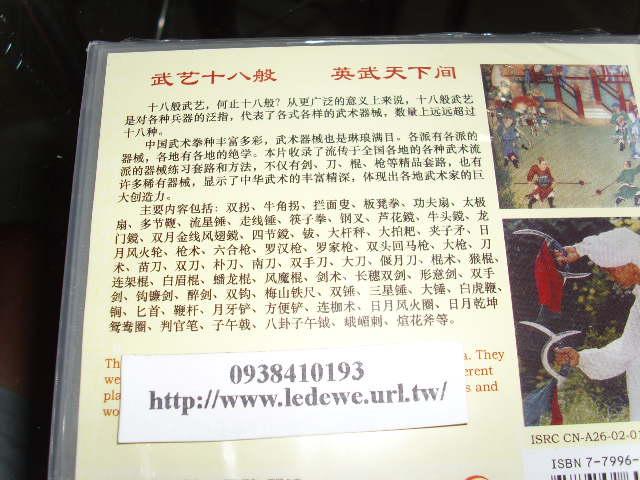 武艺十八般 英武天下间
十八般武艺，何止十八般？从更广泛的意义上来说，十八般武艺
是对各种兵器的泛指，代表了各式各样的武术器械，数量上远远超过
十八种。
中国武术拳种丰富多彩，武术器械也是琳琅满目。各派有各派的
器械，各地有各地的绝学。本片收录了流传于全国各地的各种武术流
派的器械练习套路和方法，不仅有剑、刀、棍、枪等精品套路，也有
许多稀有器械，显示了中华武术的丰富精深，体现出各地武术家的巨
大创造力。
主要内容包括：双拐、牛角拐、拦面叟、板凳拳、功夫扇、太极
扇、多节鞭、流星锤、走线锤、筷子拳、钢叉、芦花鐿、牛头鐿、龙
门鐿、双月金线风翅鐿、四节鐿、钹、大杆秤、大拍耙、夹子矛、日
月风火轮、枪术、六合枪、罗汉枪、罗家枪、双头回马枪、大枪、刀
术、苗刀、双刀、朴刀、南刀、双手刀、大刀、偃月刀、棍术、猴棍、
连架棍、白眉棍、蟠龙棍、风魔棍、剑术、长穗双剑、形意剑、双手
剑、钩镰剑、醉剑、双钩、梅山铁尺、双锤、三星锤、大锤、白虎鞭、
锏、匕首、鞭杆、月牙铲、方便铲、连枷术、日月风火圈、日月乾坤
鸳鸯圈、判官笔、子午戟、八卦子午钺、峨嵋刺、煊花斧等。
Th a. They
we erent
pla s and
wo
0938410193
http://www.ledewe.url.tw/
ISRC CN-A26-02-01
ISBN 7-7996-